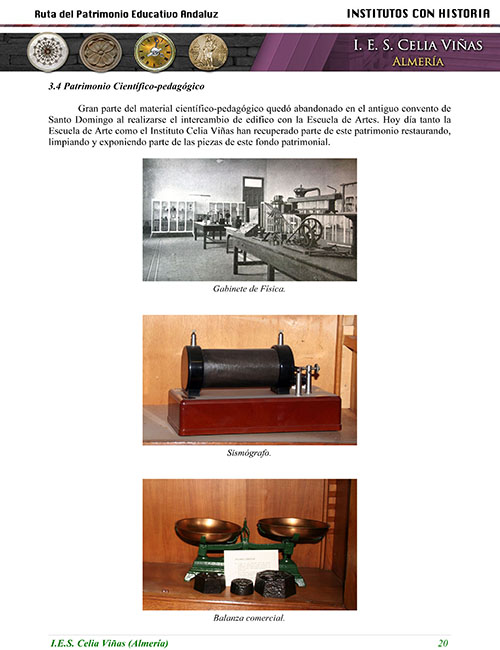 Ruta del Patrimonio Educativo Andaluz
INSTITUTOS CON HISTORIA
I. E. S. CELIA VIÑAS
ALMERÍA
3.4 Patrimonio Científico-pedagógico
Gran parte del material científico-pedagógico quedó abandonado en el antiguo convento de
Santo Domingo al realizarse el intercambio de edifico con la Escuela de Artes. Hoy día tanto la
Escuela de Arte como el Instituto Celia Viñas han recuperado parte de este patrimonio restaurando,
limpiando y exponiendo parte de las piezas de este fondo patrimonial.
Gabinete de Física.
Sismógrafo.
Balanza comercial.
I.E.S. Celia Viñas (Almería)
20